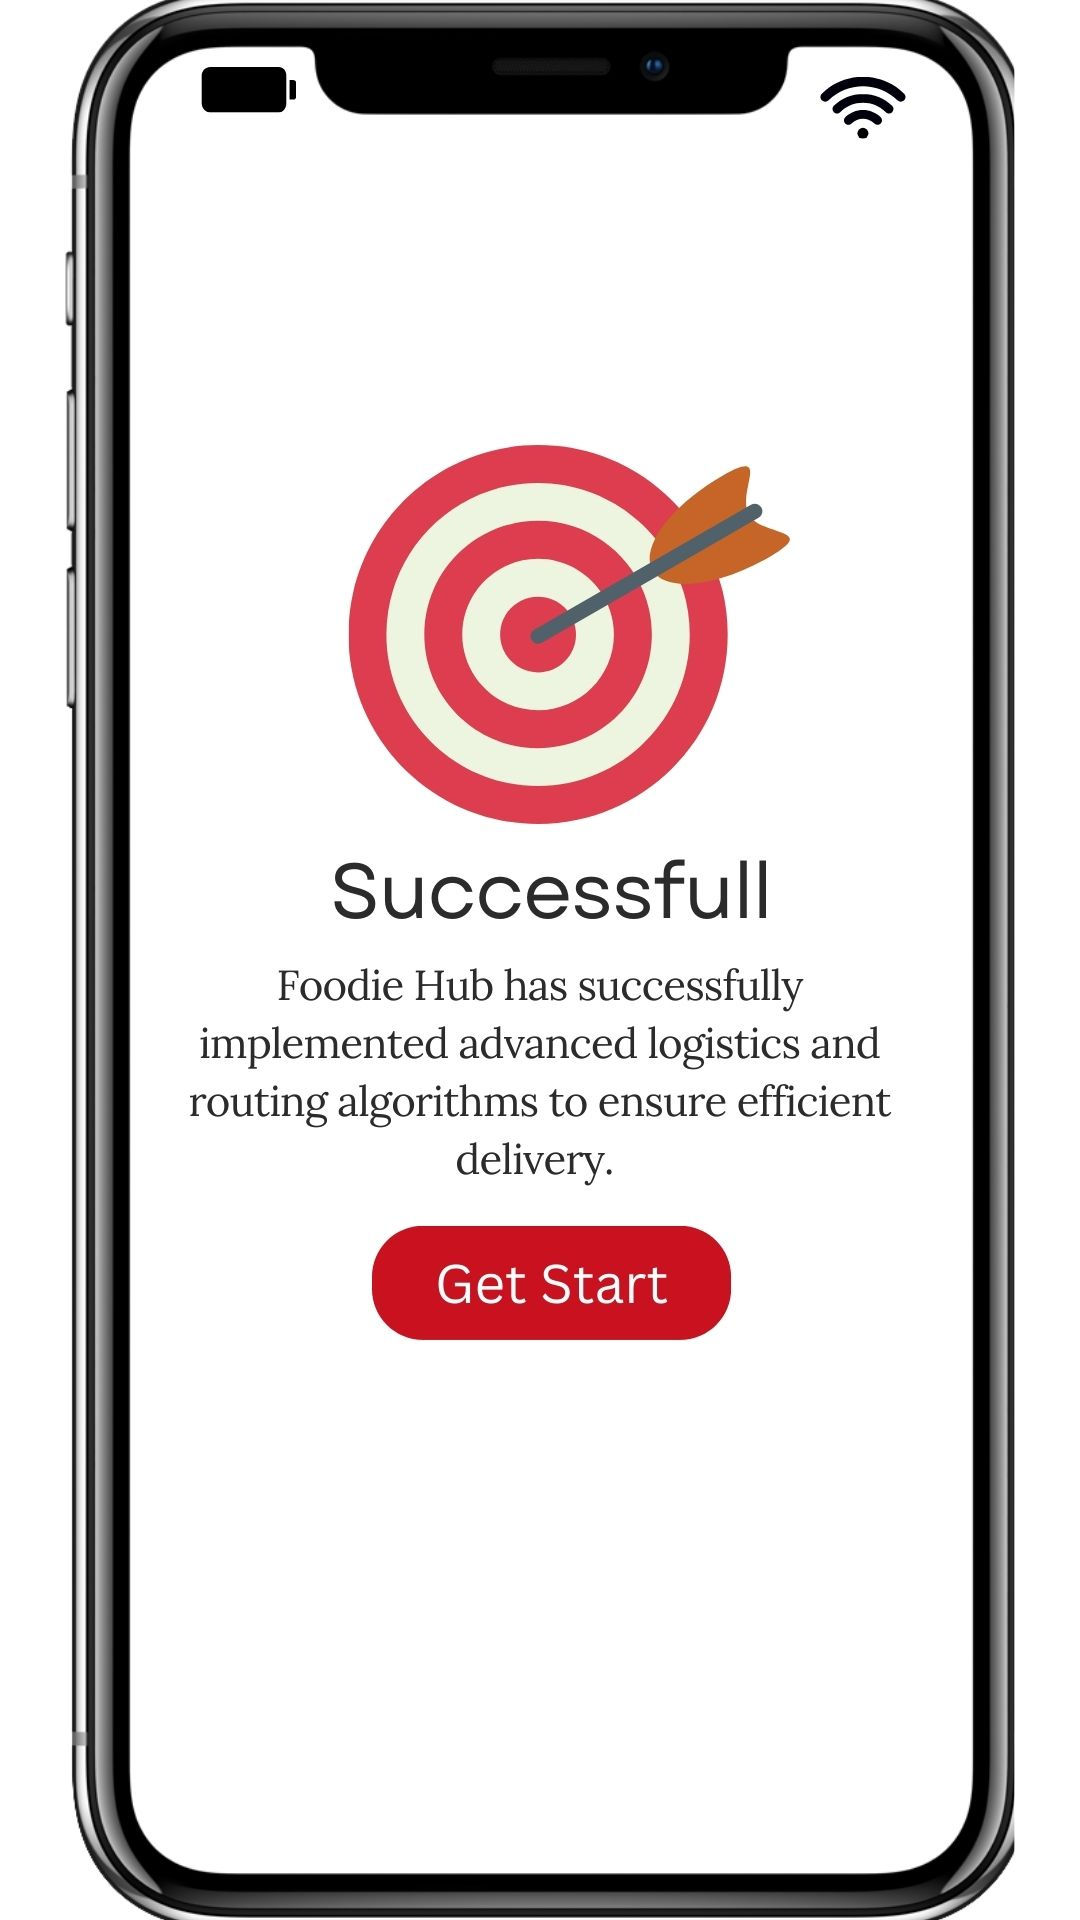 Successfull
Foodie Hub has successfully
implemented advanced logistics and
routing algorithms to ensure efficient
delivery.
Get Start